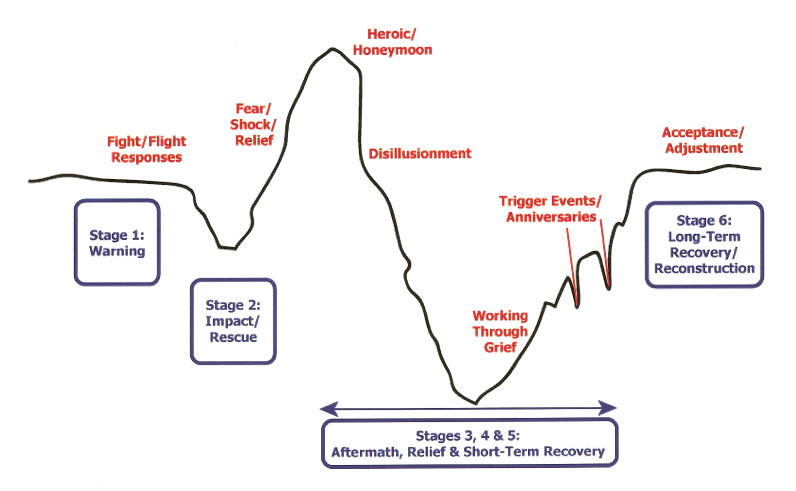 Heroic/
Honeymoon
Fear/
Shock/
Relief
Fight/Flight
Responses
Disillusionment
Acceptance/
Adjustment
Trigger Events/
Anniversaries
Stage 1:
Warning
Stage 6:
Long-Term
Recovery/
Reconstruction
Stage 2:
Impact/
Rescue
Working
Through
Grief
Stages 3, 4 & 5:
Aftermath, Relief & Short-Term Recovery